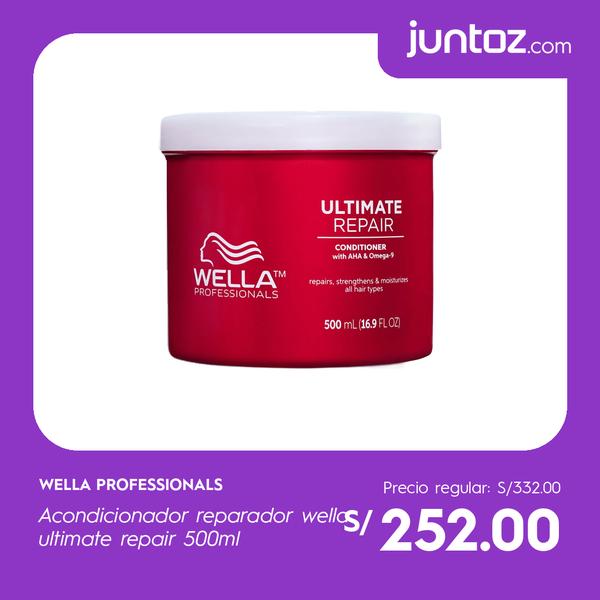 juntoz.com
ULTIMATE
REPAIR
CONDITIONER
with AHA & Omega-9
WELLA™
PROFESSIONALS
repairs, strengthens & moisturizes
all hair types
500 mL (16.9 FL OZ)
WELLA PROFESSIONALS
Acondicionador reparador wella
ultimate repair 500ml
Precio regular: S/332.00
S/ 252.00